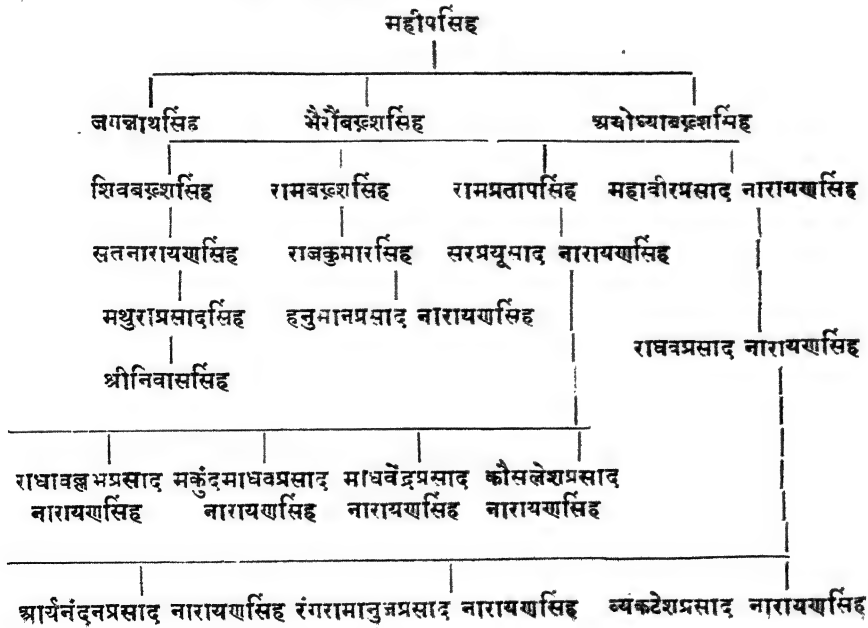 महीपसिंह
जगन्नाथसिंह भैरौंबख़्शसिंह अयोध्याबख़्शसिंह
शिवबख़्शसिंह रामबख़्शसिंह रामप्रतापसिंह महावीरप्रसाद नारायणसिंह
सतनारायणसिंह राजकुमारसिंह सरप्रयूसाद नारायणसिंह
मथुराप्रसादसिंह हनुमानप्रसाद नारायणसिंह
राघवप्रसाद नारायणसिंह
श्रीनिवाससिंह
राधावल्लभप्रसाद मकुंदमाधवप्रसाद माधवेंद्रप्रसाद कौसलेशप्रसाद
नारायणसिंह नारायणसिंह नारायणसिंह नारायणसिंह
आर्यनंदनप्रसाद नारायणसिंह रंगरामानुजप्रसाद नारायणसिंह व्यंकटेशप्रसाद नारायणसिंह